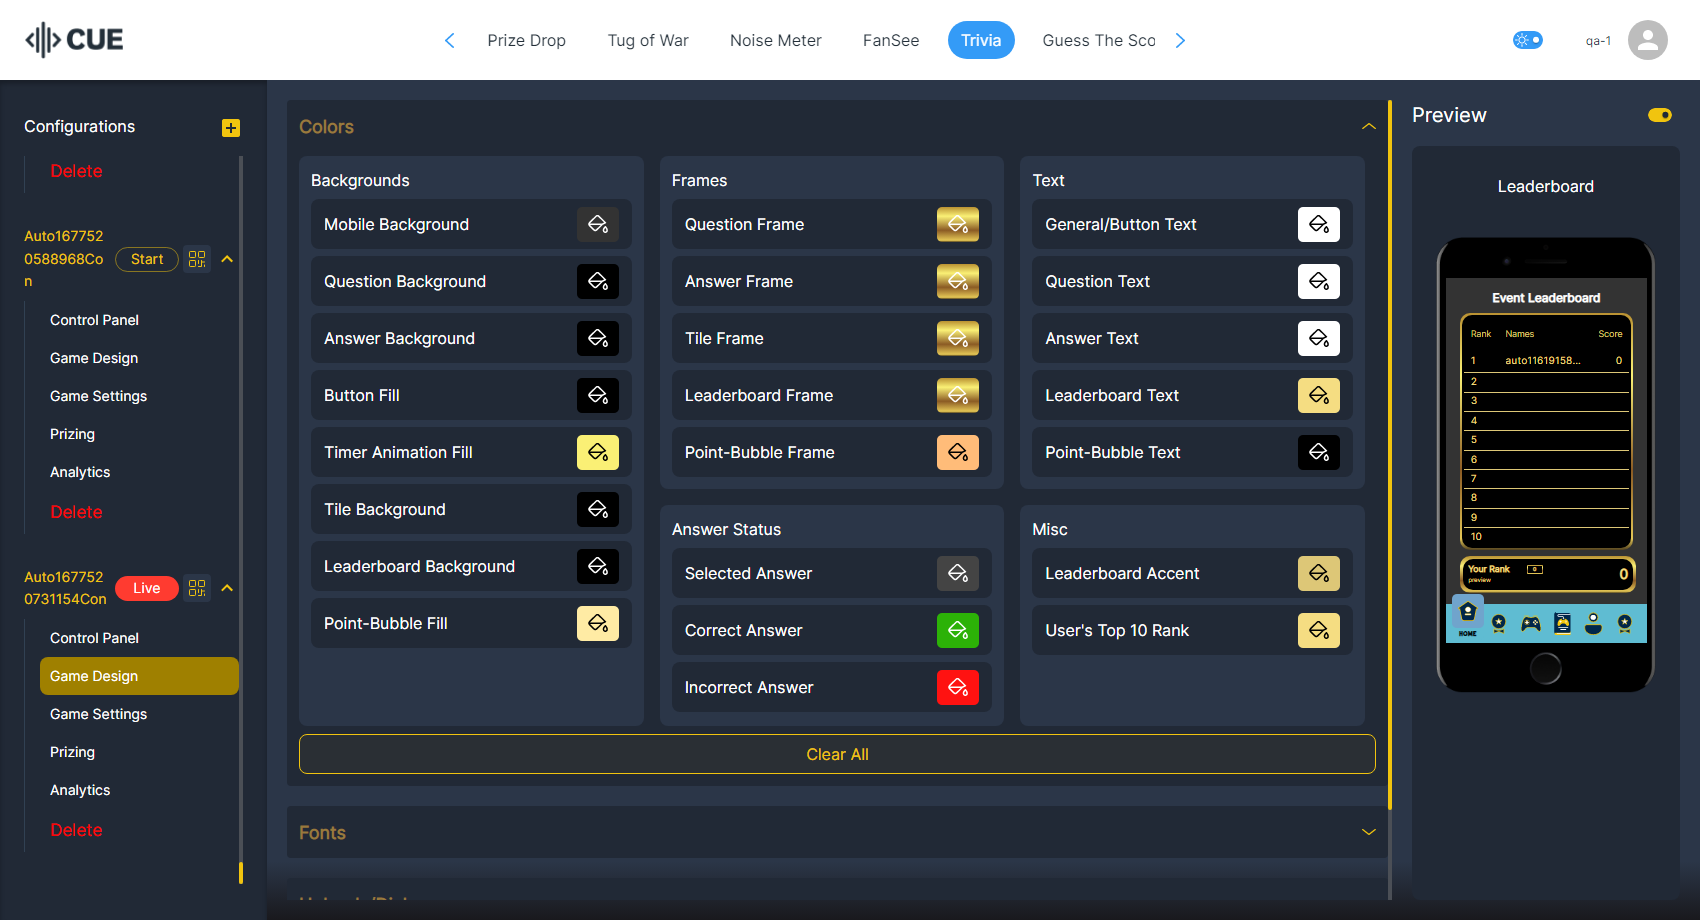 CUE
Prize Drop
Tug of War
Noise Meter
FanSee
Trivia
Guess The Sco
qa-1
Configurations
Delete
Auto167752
0588968Co
n
Start
Control Panel
Game Design
Game Settings
Prizing
Analytics
Delete
Auto167752
0731154Con
Live
Control Panel
Game Design
Game Settings
Prizing
Analytics
Delete
Colors
Backgrounds
Mobile Background
Question Background
Answer Background
Button Fill
Timer Animation Fill
Tile Background
Leaderboard Background
Point-Bubble Fill
Frames
Question Frame
Answer Frame
Tile Frame
Leaderboard Frame
Point-Bubble Frame
Answer Status
Selected Answer
Correct Answer
Incorrect Answer
Text
General/Button Text
Question Text
Answer Text
Leaderboard Text
Point-Bubble Text
Misc
Leaderboard Accent
User's Top 10 Rank
Clear All
Fonts
Preview
Leaderboard
Event Leaderboard
Rank Names Score
1 auto11619158... 0
2
3
4
5
6
7
8
9
10
Your Rank
preview
0
0
HOME